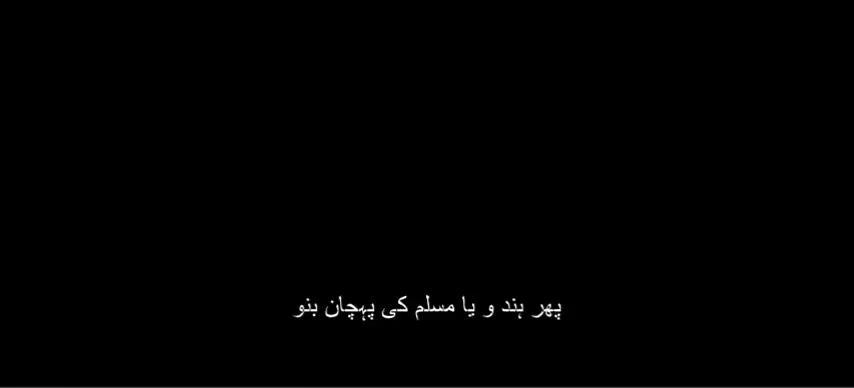 پھر ہند و یا مسلم کی پہچان بنو